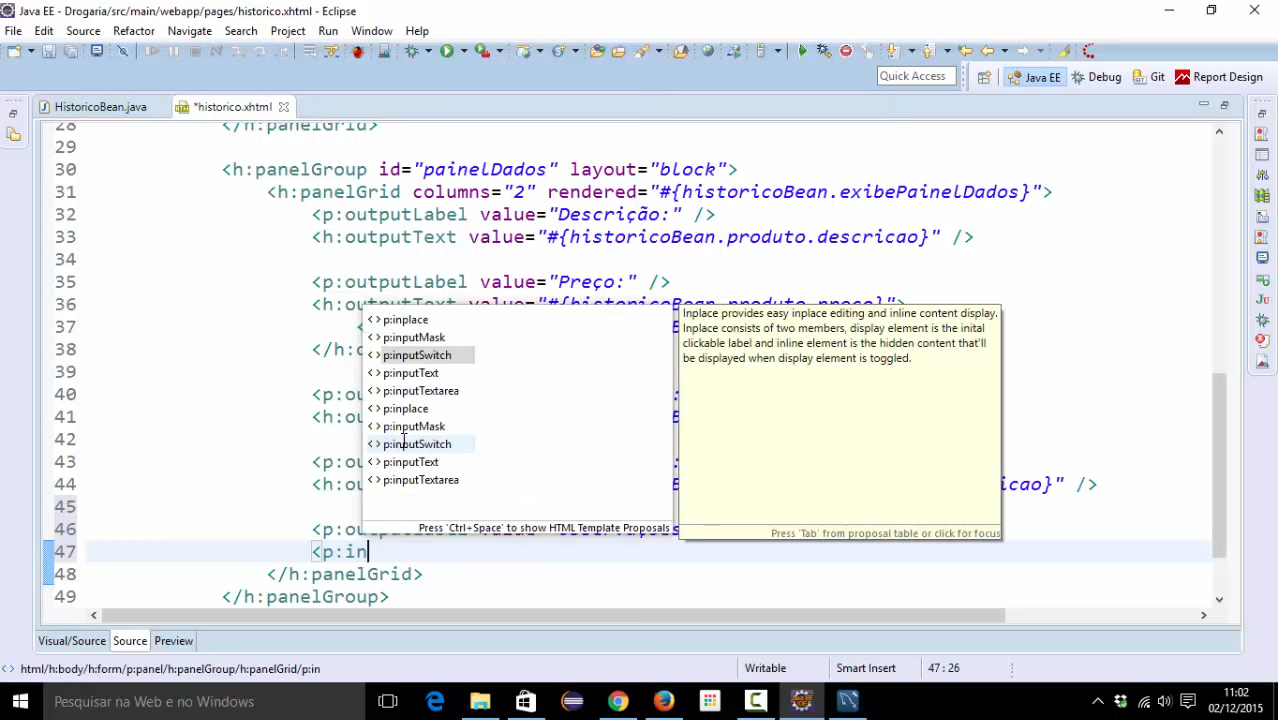 Java EE - Drogaria/src/main/webapp/pages/historico.xhtml - Eclipse
File Edit Source Refactor Navigate Search Project Run Window Help
Quick Access Java EE Debug Git Report Design
HistoricoBean.java *historico.xhtml
28 </h:panelGrid>
29
30 <h:panelGroup id="painelDados" layout="block">
31 <h:panelGrid columns="2" rendered="#{historicoBean.exibePainelDados}">
32 <p:outputLabel value="Descrição:" />
33 <h:outputText value="#{historicoBean.produto.descricao}" />
34
35 <p:outputLabel value="Preço:" />
36 <h:outputText value="#{historicoBean.produto.preco}">
37 <
38 </h:o
39
40 <p:ou
41 <h:ou
42
43 <p:ou
44 <h:ou icao}" />
45
46 <p:ou
47 <p:in
48 </h:panelGrid>
49 </h:panelGroup>
p:inplace
p:inputMask
p:inputSwitch
p:inputText
p:inputTextarea
p:inplace
p:inputMask
p:inputSwitch
p:inputText
p:inputTextarea
Press 'Ctrl+Space' to show HTML Template Proposals
Inplace provides easy inplace editing and inline content display.
Inplace consists of two members, display element is the inital
clickable label and inline element is the hidden content that'll
be displayed when display element is toggled.
Press 'Tab' from proposal table or click for focus
Visual/Source Source Preview
html/h:body/h:form/p:panel/h:panelGroup/h:panelGrid/p:in Writable Smart Insert 47 : 26
Pesquisar na Web e no Windows
11:02
02/12/2015